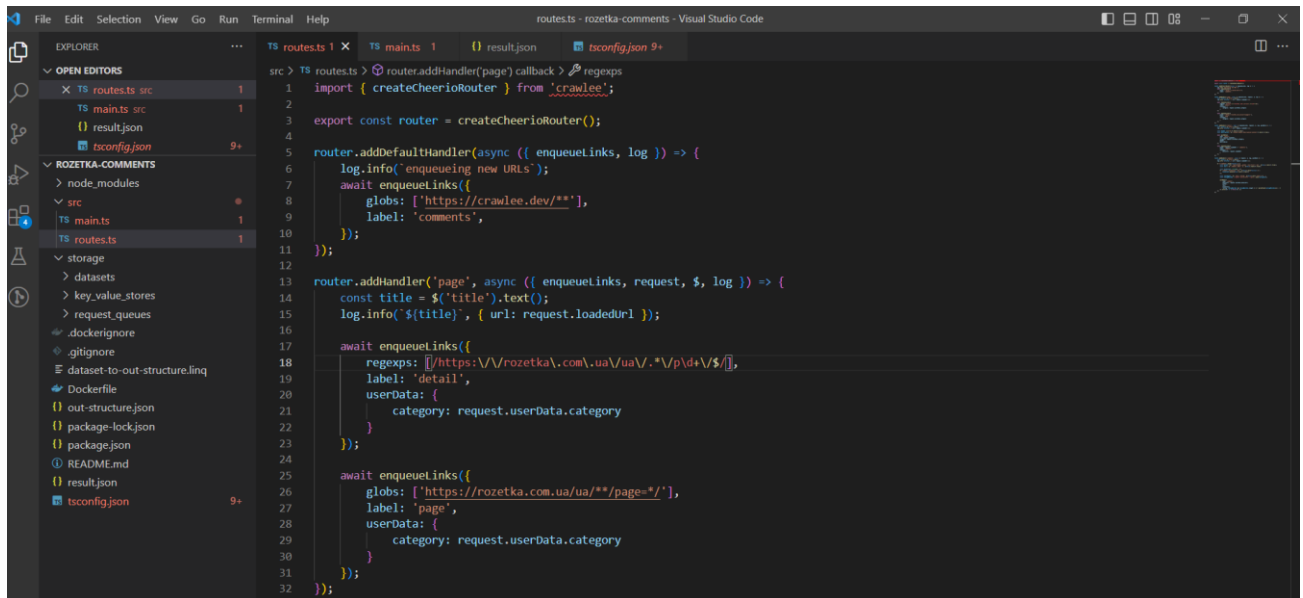 File Edit Selection View Go Run Terminal Help routes.ts - rozetka-comments - Visual Studio Code
EXPLORER ...
OPEN EDITORS
TS routes.ts src 1
TS main.ts src 1
{} result.json
tsconfig.json 9+
ROZETKA-COMMENTS
node_modules
src
TS main.ts 1
TS routes.ts 1
storage
datasets
key_value_stores
request_queues
.dockerignore
.gitignore
dataset-to-out-structure.linq
Dockerfile
{} out-structure.json
{} package-lock.json
{} package.json
README.md
{} result.json
tsconfig.json 9+
4
TS routes.ts 1 TS main.ts 1 {} result.json tsconfig.json 9+
src > TS routes.ts > router.addHandler('page') callback > regexps
1 import { createCheerioRouter } from 'crawlee';
2
3 export const router = createCheerioRouter();
4
5 router.addDefaultHandler(async ({ enqueueLinks, log }) => {
6 log.info(`enqueueing new URLs`);
7 await enqueueLinks({
8 globs: ['https://crawlee.dev/**'],
9 label: 'comments',
10 });
11 });
12
13 router.addHandler('page', async ({ enqueueLinks, request, $, log }) => {
14 const title = $('title').text();
15 log.info(`${title}`, { url: request.loadedUrl });
16
17 await enqueueLinks({
18 regexps: [/https:\/\/rozetka\.com\.ua\/ua\/.*\/p\d+\/$/],
19 label: 'detail',
20 userData: {
21 category: request.userData.category
22 }
23 });
24
25 await enqueueLinks({
26 globs: ['https://rozetka.com.ua/ua/**/page=*/'],
27 label: 'page',
28 userData: {
29 category: request.userData.category
30 }
31 });
32 });